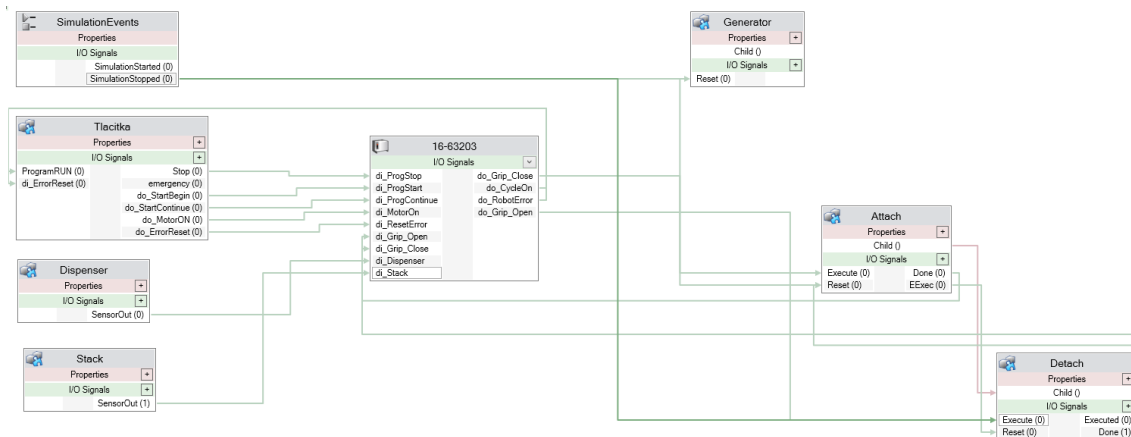 SimulationEvents
Properties
I/O Signals
SimulationStarted (0)
SimulationStopped (0)
Generator
Properties +
Child ()
I/O Signals +
Reset (0)
Tlacitka
Properties +
I/O Signals +
ProgramRUN (0) Stop (0)
di_ErrorReset (0) emergency (0)
do_StartBegin (0)
do_StartContinue (0)
do_MotorON (0)
do_ErrorReset (0)
16-63203
I/O Signals
di_ProgStop do_Grip_Close
di_ProgStart do_CycleOn
di_ProgContinue do_RobotError
di_MotorOn do_Grip_Open
di_ResetError
di_Grip_Open
di_Grip_Close
di_Dispenser
di_Stack
Attach
Properties +
Child ()
I/O Signals +
Execute (0) Done (0)
Reset (0) EExec (0)
Dispenser
Properties +
I/O Signals +
SensorOut (0)
Stack
Properties +
I/O Signals +
SensorOut (1)
Detach
Properties +
Child ()
I/O Signals +
Execute (0) Executed (0)
Reset (0) Done (1)